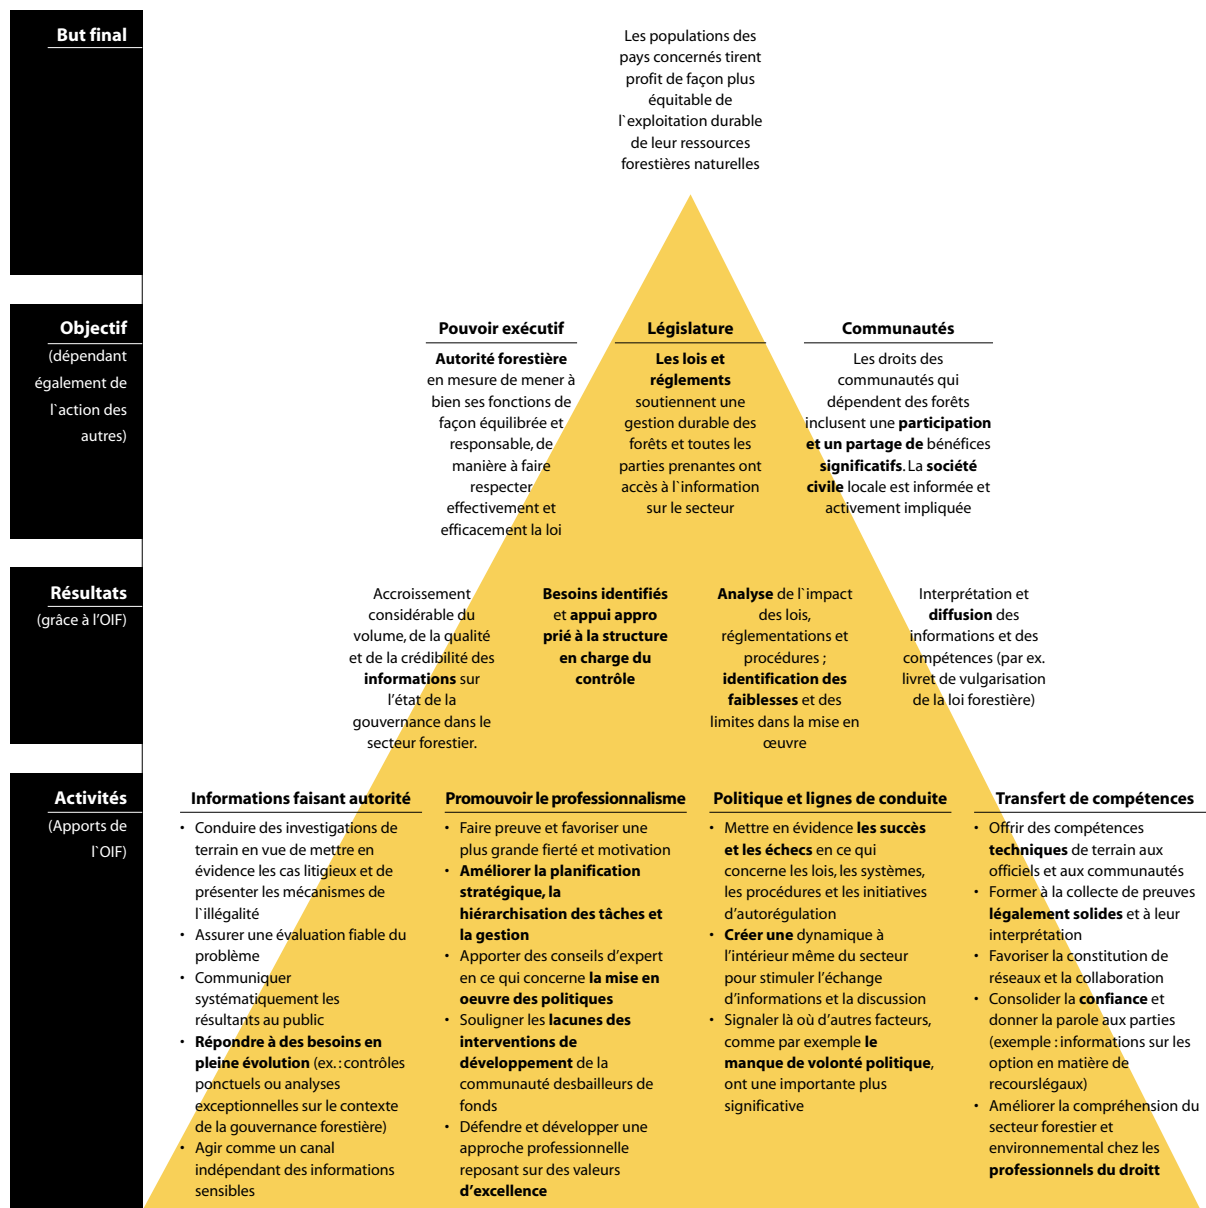 But final
Les populations des
pays concernés tirent
profit de façon plus
équitable de
l`exploitation durable
de leur ressources
forestières naturelles
Objectif
(dépendant
également de
l`action des
autres)
Pouvoir exécutif
Autorité forestière
en mesure de mener à
bien ses fonctions de
façon équilibrée et
responsable, de
manière à faire
respecter
effectivement et
efficacement la loi
Législature
Les lois et
réglements
soutiennent une
gestion durable des
forêts et toutes les
parties prenantes ont
accès à l`information
sur le secteur
Communautés
Les droits des
communautés qui
dépendent des forêts
inclusent une participation
et un partage de bénéfices
significatifs. La société
civile locale est informée et
activement impliquée
Résultats
(grâce à l'OIF)
Accroissement
considérable du
volume, de la qualité
et de la crédibilité des
informations sur
l'état de la
gouvernance dans le
secteur forestier.
Besoins identifiés
et appui appro
prié à la structure
en charge du
contrôle
Analyse de l`impact
des lois,
réglementations et
procédures ;
identification des
faiblesses et des
limites dans la mise en
œuvre
Interprétation et
diffusion des
informations et des
compétences (par ex.
livret de vulgarisation
de la loi forestière)
Activités
(Apports de
l`OIF)
Informations faisant autorité
• Conduire des investigations de
terrain en vue de mettre en
évidence les cas litigieux et de
présenter les mécanismes de
l`illégalité
• Assurer une évaluation fiable du
problème
• Communiquer
systématiquement les
résultants au public
• Répondre à des besoins en
pleine évolution (ex. : contrôles
ponctuels ou analyses
exceptionnelles sur le contexte
de la gouvernance forestière)
• Agir comme un canal
indépendant des informations
sensibles
Promouvoir le professionnalisme
• Faire preuve et favoriser une
plus grande fierté et motivation
• Améliorer la planification
stratégique, la
hiérarchisation des tâches et
la gestion
• Apporter des conseils d'expert
en ce qui concerne la mise en
oeuvre des politiques
• Souligner les lacunes des
interventions de
développement de la
communauté desbailleurs de
fonds
• Défendre et développer une
approche professionnelle
reposant sur des valeurs
d'excellence
Politique et lignes de conduite
• Mettre en évidence les succès
et les échecs en ce qui
concerne les lois, les systèmes,
les procédures et les initiatives
d'autorégulation
• Créer une dynamique à
l'intérieur même du secteur
pour stimuler l'échange
d'informations et la discussion
• Signaler là où d'autres facteurs,
comme par exemple le
manque de volonté politique,
ont une importante plus
significative
Transfert de compétences
• Offrir des compétences
techniques de terrain aux
officiels et aux communautés
• Former à la collecte de preuves
légalement solides et à leur
interprétation
• Favoriser la constitution de
réseaux et la collaboration
• Consolider la confiance et
donner la parole aux parties
(exemple : informations sur les
option en matière de
recourslégaux)
• Améliorer la compréhension du
secteur forestier et
environnemental chez les
professionnels du droitt